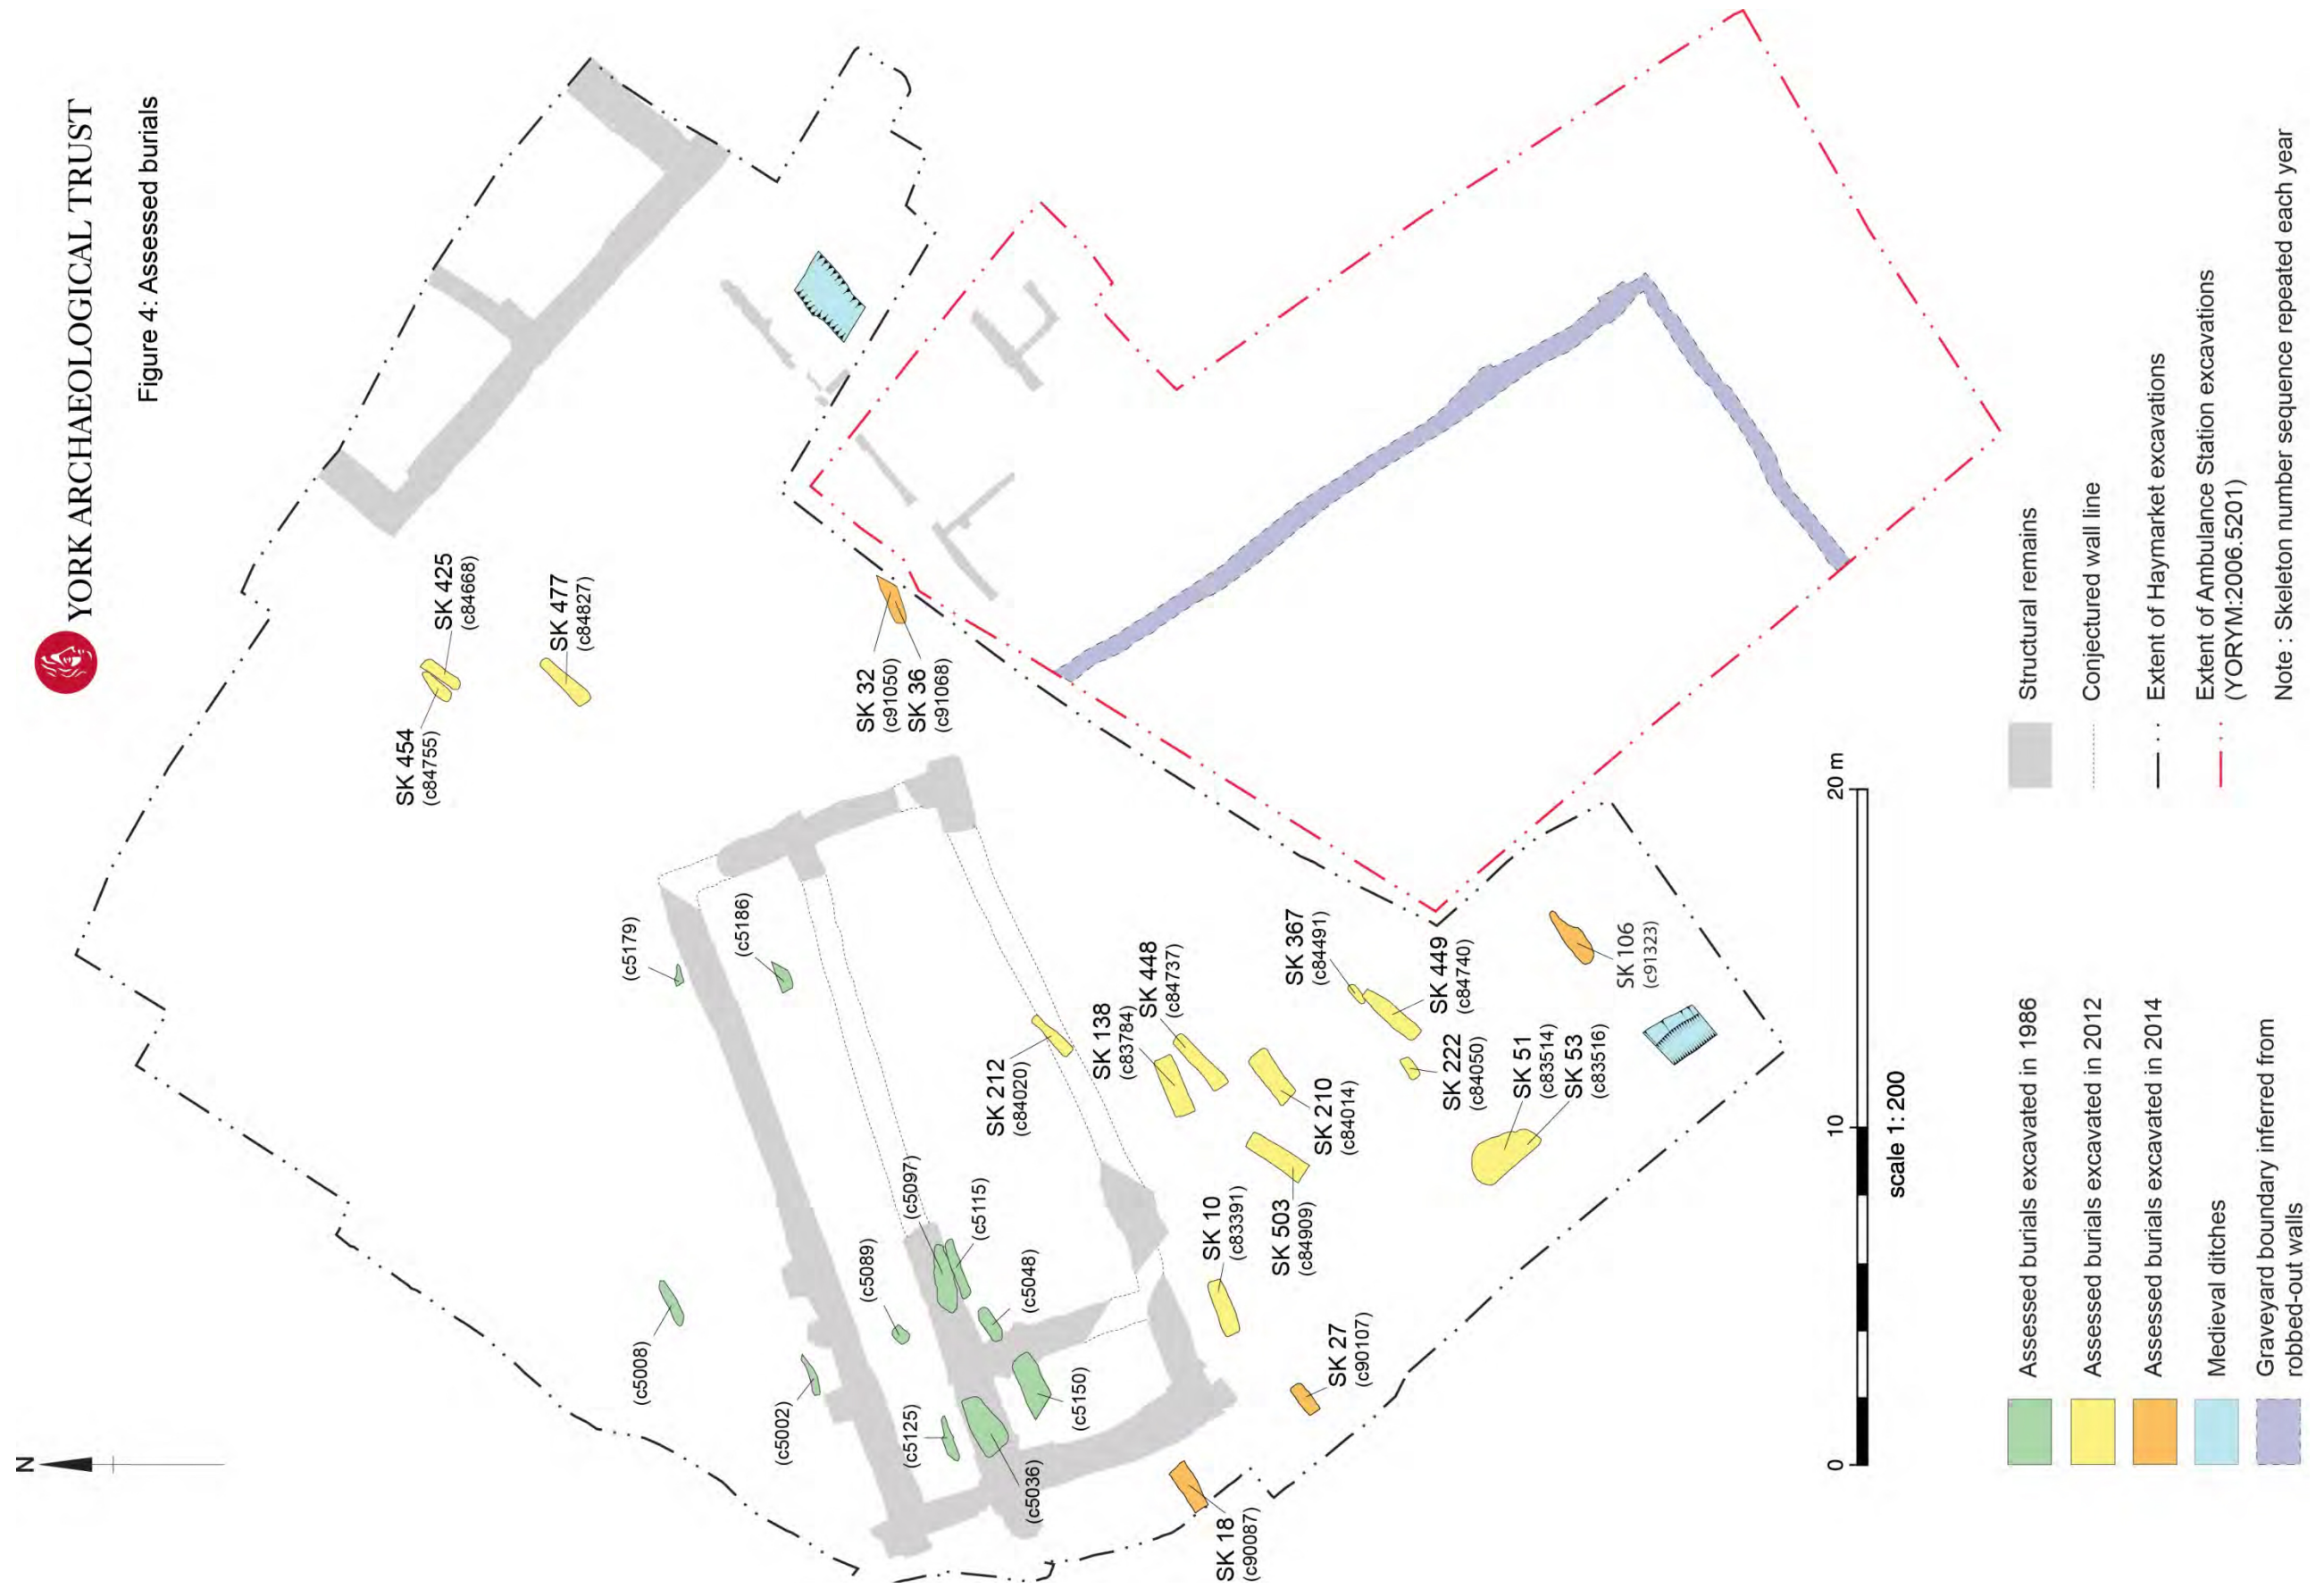 YORK ARCHAEOLOGICAL TRUST
Figure 4: Assessed burials
N
SK 425
(c84668)
SK 454
(c84755)
SK 477
(c84827)
SK 32
(c91050)
SK 36
(c91068)
(c5179)
(c5186)
(c5008)
(c5002)
(c5089)
(c5097)
(c5115)
(c5048)
(c5125)
(c5036)
(c5150)
SK 212
(c84020)
SK 138
(c83784)
SK 448
(c84737)
SK 210
(c84014)
SK 503
(c84909)
SK 10
(c83391)
SK 27
(c90107)
SK 18
(c90087)
SK 367
(c84491)
SK 449
(c84740)
SK 222
(c84050)
SK 51
(c83514)
SK 53
(c83516)
SK 106
(c91323)
0
10
20 m
scale 1: 200
Assessed burials excavated in 1986
Assessed burials excavated in 2012
Assessed burials excavated in 2014
Medieval ditches
Graveyard boundary inferred from
robbed-out walls
Structural remains
Conjectured wall line
Extent of Haymarket excavations
Extent of Ambulance Station excavations
(YORYM:2006.5201)
Note : Skeleton number sequence repeated each year